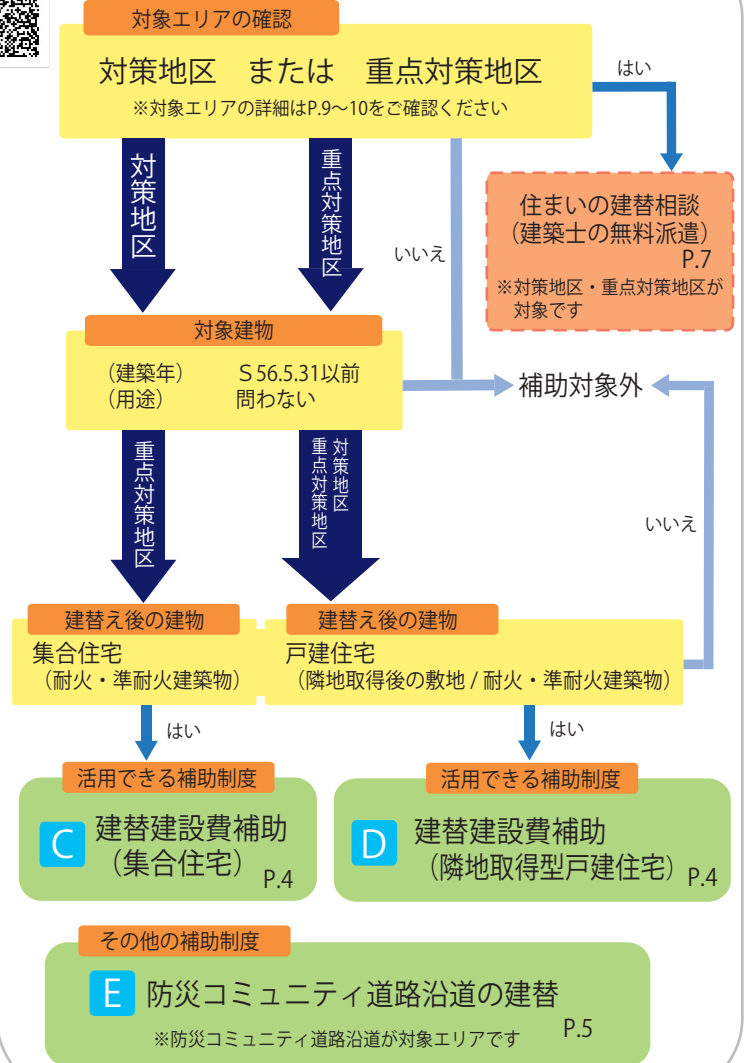 対象エリアの確認
対策地区　または　重点対策地区
※対象エリアの詳細はP.9～10をご確認ください
はい
対策地区
重点対策地区
いいえ
住まいの建替相談
（建築士の無料派遣）
P.7
※対策地区・重点対策地区が
対象です
対象建物
（建築年）　Ｓ56.5.31以前
（用途）　問わない
補助対象外
重点対策地区
対策地区
重点対策地区
いいえ
建替え後の建物
集合住宅
（耐火・準耐火建築物）
建替え後の建物
戸建住宅
（隣地取得後の敷地 / 耐火・準耐火建築物）
はい
はい
活用できる補助制度
C 建替建設費補助
（集合住宅） P.4
活用できる補助制度
D 建替建設費補助
（隣地取得型戸建住宅） P.4
その他の補助制度
E 防災コミュニティ道路沿道の建替
※防災コミュニティ道路沿道が対象エリアです P.5